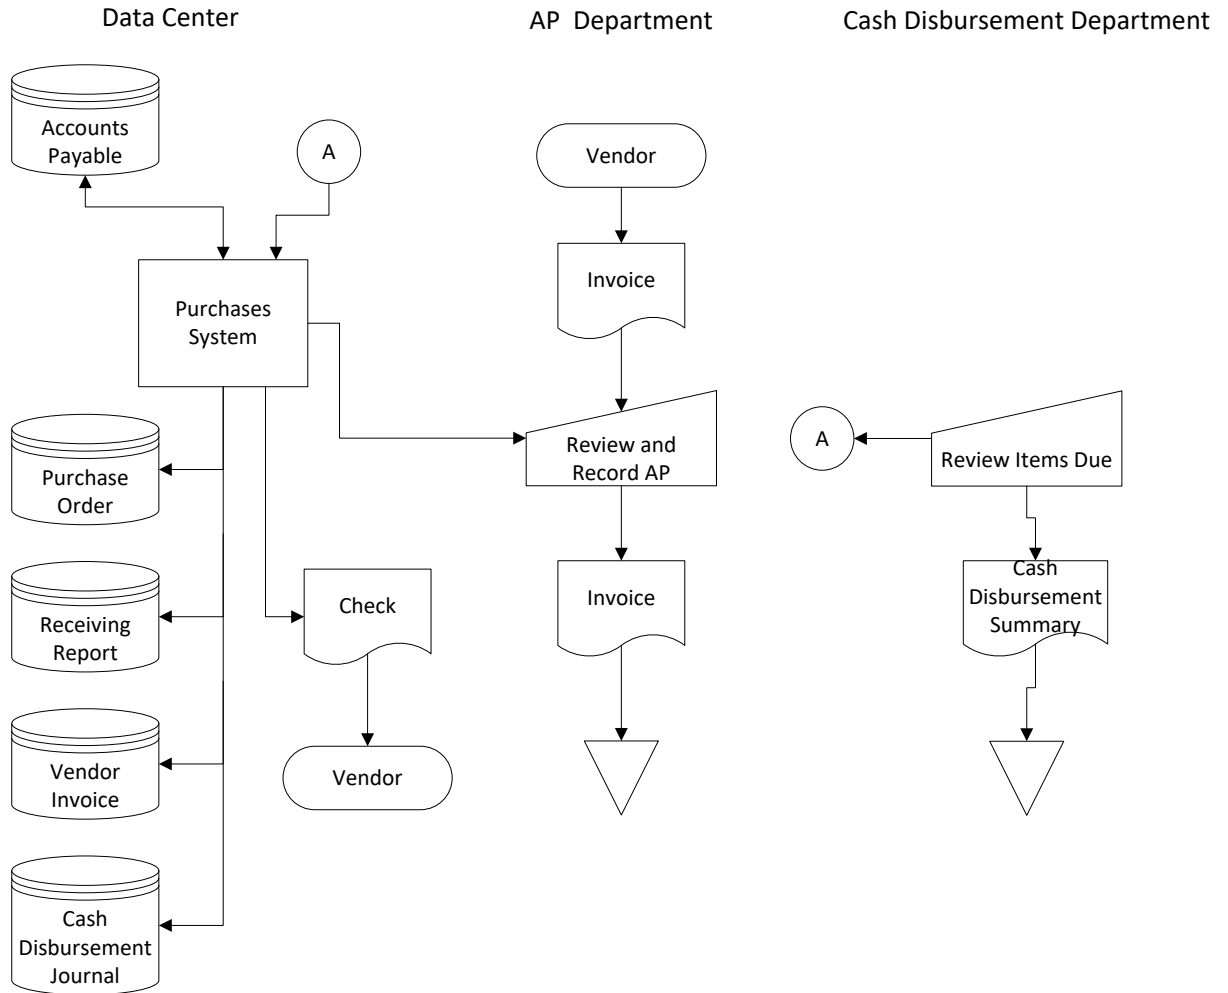 Data Center
AP Department
Cash Disbursement Department
Accounts
Payable
A
Vendor
Purchases
System
Invoice
Review and
Record AP
A
Review Items Due
Purchase
Order
Receiving
Report
Check
Invoice
Cash
Disbursement
Summary
Vendor
Invoice
Vendor
Cash
Disbursement
Journal